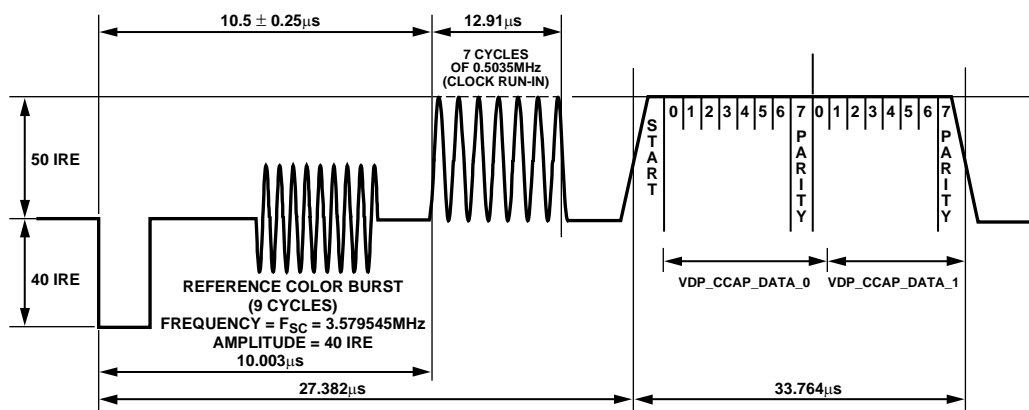 10.5 ± 0.25µs
12.91µs
7 CYCLES
OF 0.5035MHz
(CLOCK RUN-IN)
50 IRE
40 IRE
START
0 1 2 3 4 5 6 7 0 1 2 3 4 5 6 7
PARITY
PARITY
VDP_CCAP_DATA_0
VDP_CCAP_DATA_1
REFERENCE COLOR BURST
(9 CYCLES)
FREQUENCY = FSC = 3.579545MHz
AMPLITUDE = 40 IRE
10.003µs
27.382µs
33.764µs